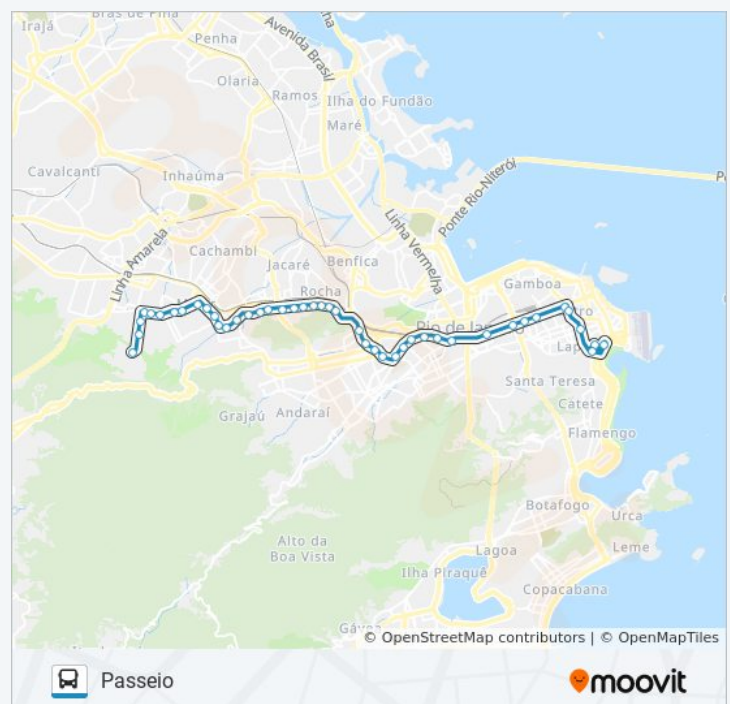 Irajá
Brás de Pina
Penha
Avenida Brasil
Olaria
Ramos
Ilha do Fundão
Maré
Cavalcanti
Inhaúma
Ponte Rio-Niterói
Linha Amarela
Cachambi
Linha Vermelha
Jacaré
Benfica
Rocha
Gamboa
Rio de Ja
Lapa
Santa Teresa
Catete
Grajaú
Andaraí
Flamengo
Botafogo
Urca
Alto da
Boa Vista
Lagoa
Leme
Ilha Piraquê
Copacabana
Gávea
© OpenStreetMap contributors | © OpenMapTiles
Passeio
moovit